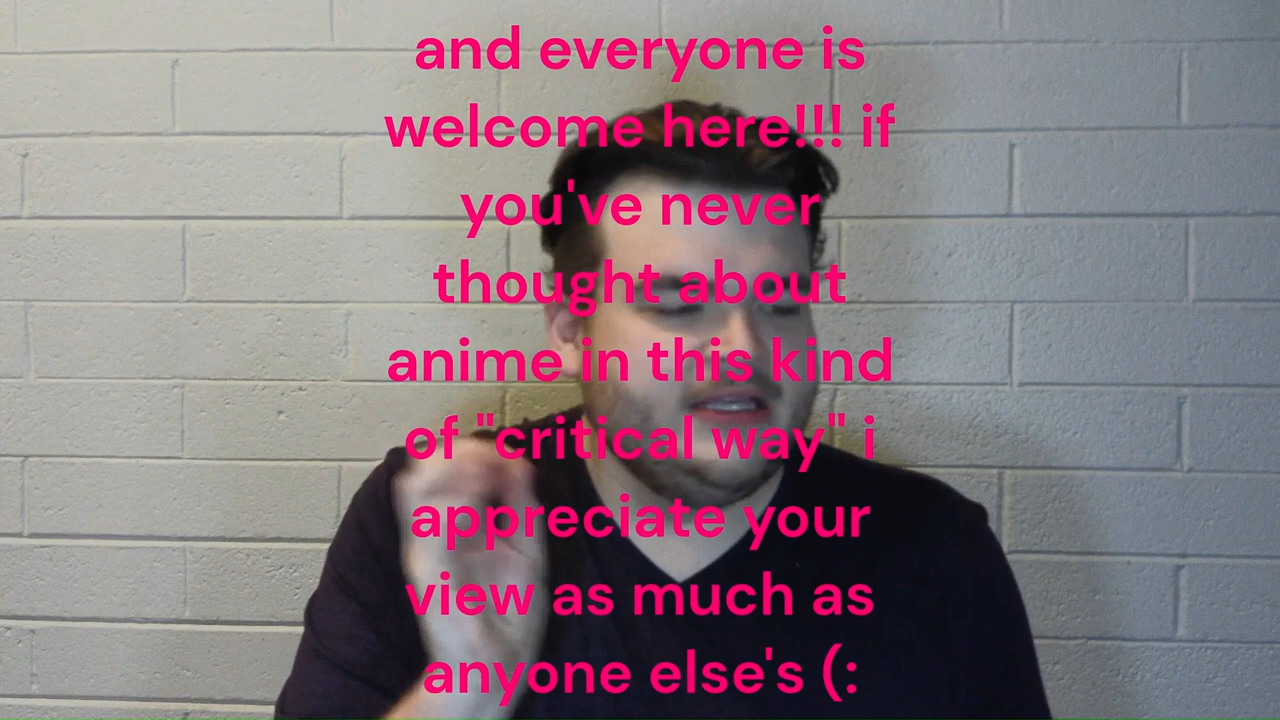 and everyone is
welcome here!!! if
you've never
thought about
anime in this kind
of "critical way" i
appreciate your
view as much as
anyone else's (: